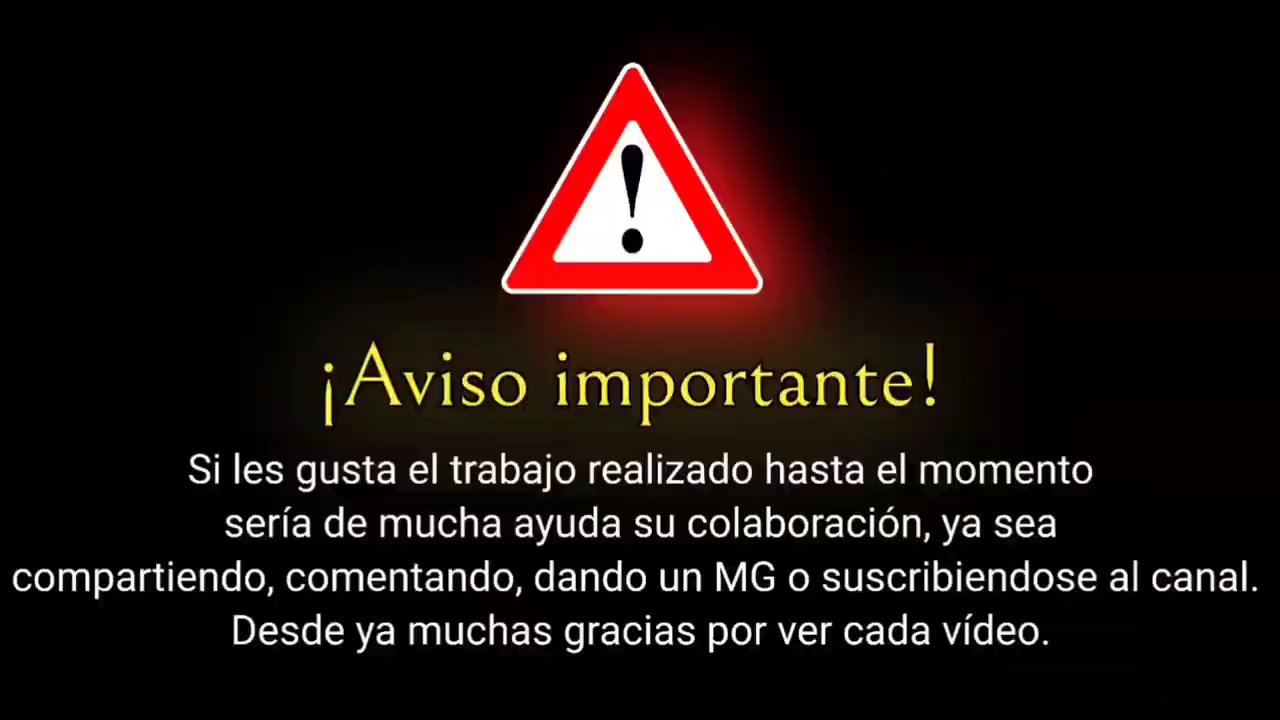 ¡Aviso importante!
Si les gusta el trabajo realizado hasta el momento
sería de mucha ayuda su colaboración, ya sea
compartiendo, comentando, dando un MG o suscribiendose al canal.
Desde ya muchas gracias por ver cada vídeo.